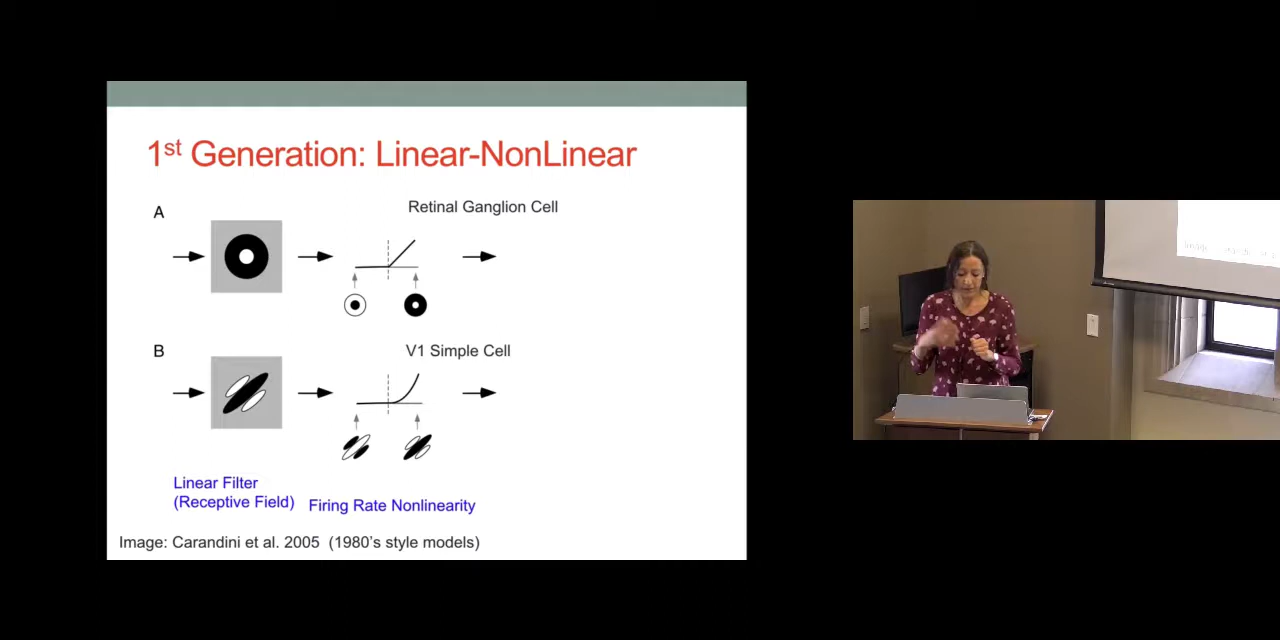 1st Generation: Linear-NonLinear
A
Retinal Ganglion Cell
B
V1 Simple Cell
Linear Filter
(Receptive Field)
Firing Rate Nonlinearity
Image: Carandini et al. 2005 (1980's style models)